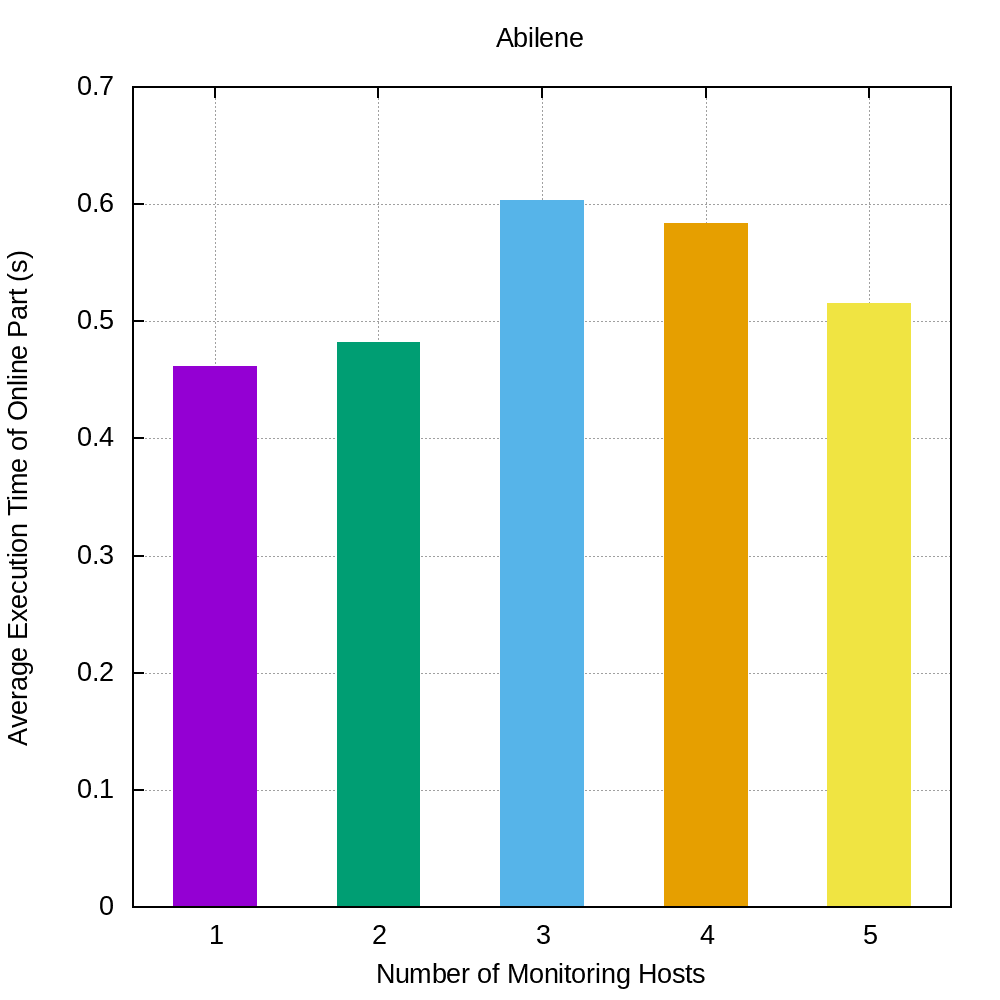 Abilene
0.7
0.6
0.5
0.4
0.3
0.2
0.1
0
Average Execution Time of Online Part (s)
1 2 3 4 5
Number of Monitoring Hosts